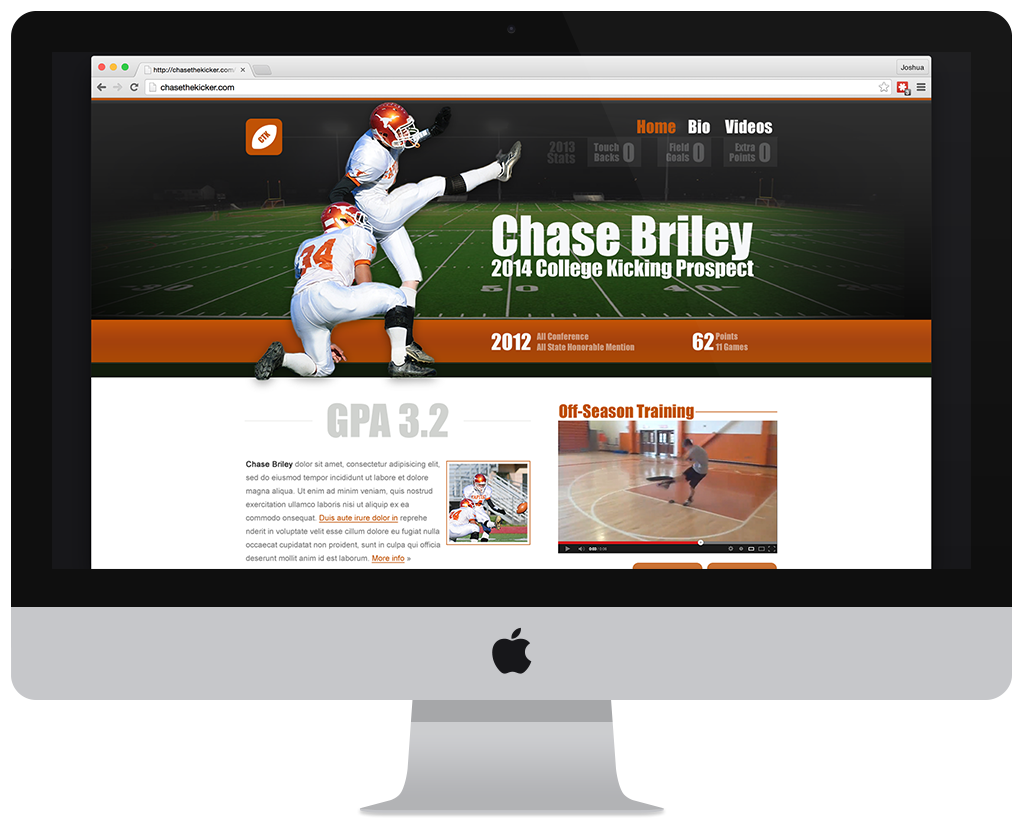 http://chasethekicker.com/
Joshua
chasethekicker.com
CTK
Home Bio Videos
2013 Stats
Touch Backs 0
Field Goals 0
Extra Points 0
34
Chase Briley
2014 College Kicking Prospect
30 50 40
2012 All Conference
All State Honorable Mention
62 Points
11 Games
GPA 3.2
Chase Briley dolor sit amet, consectetur adipisicing elit,
sed do eiusmod tempor incididunt ut labore et dolore
magna aliqua. Ut enim ad minim veniam, quis nostrud
exercitation ullamco laboris nisi ut aliquip ex ea
commodo onsequat. Duis aute irure dolor in reprehe
nderit in voluptate velit esse cillum dolore eu fugiat nulla
occaecat cupidatat non proident, sunt in culpa qui officia
deserunt mollit anim id est laborum. More info »
Off-Season Training